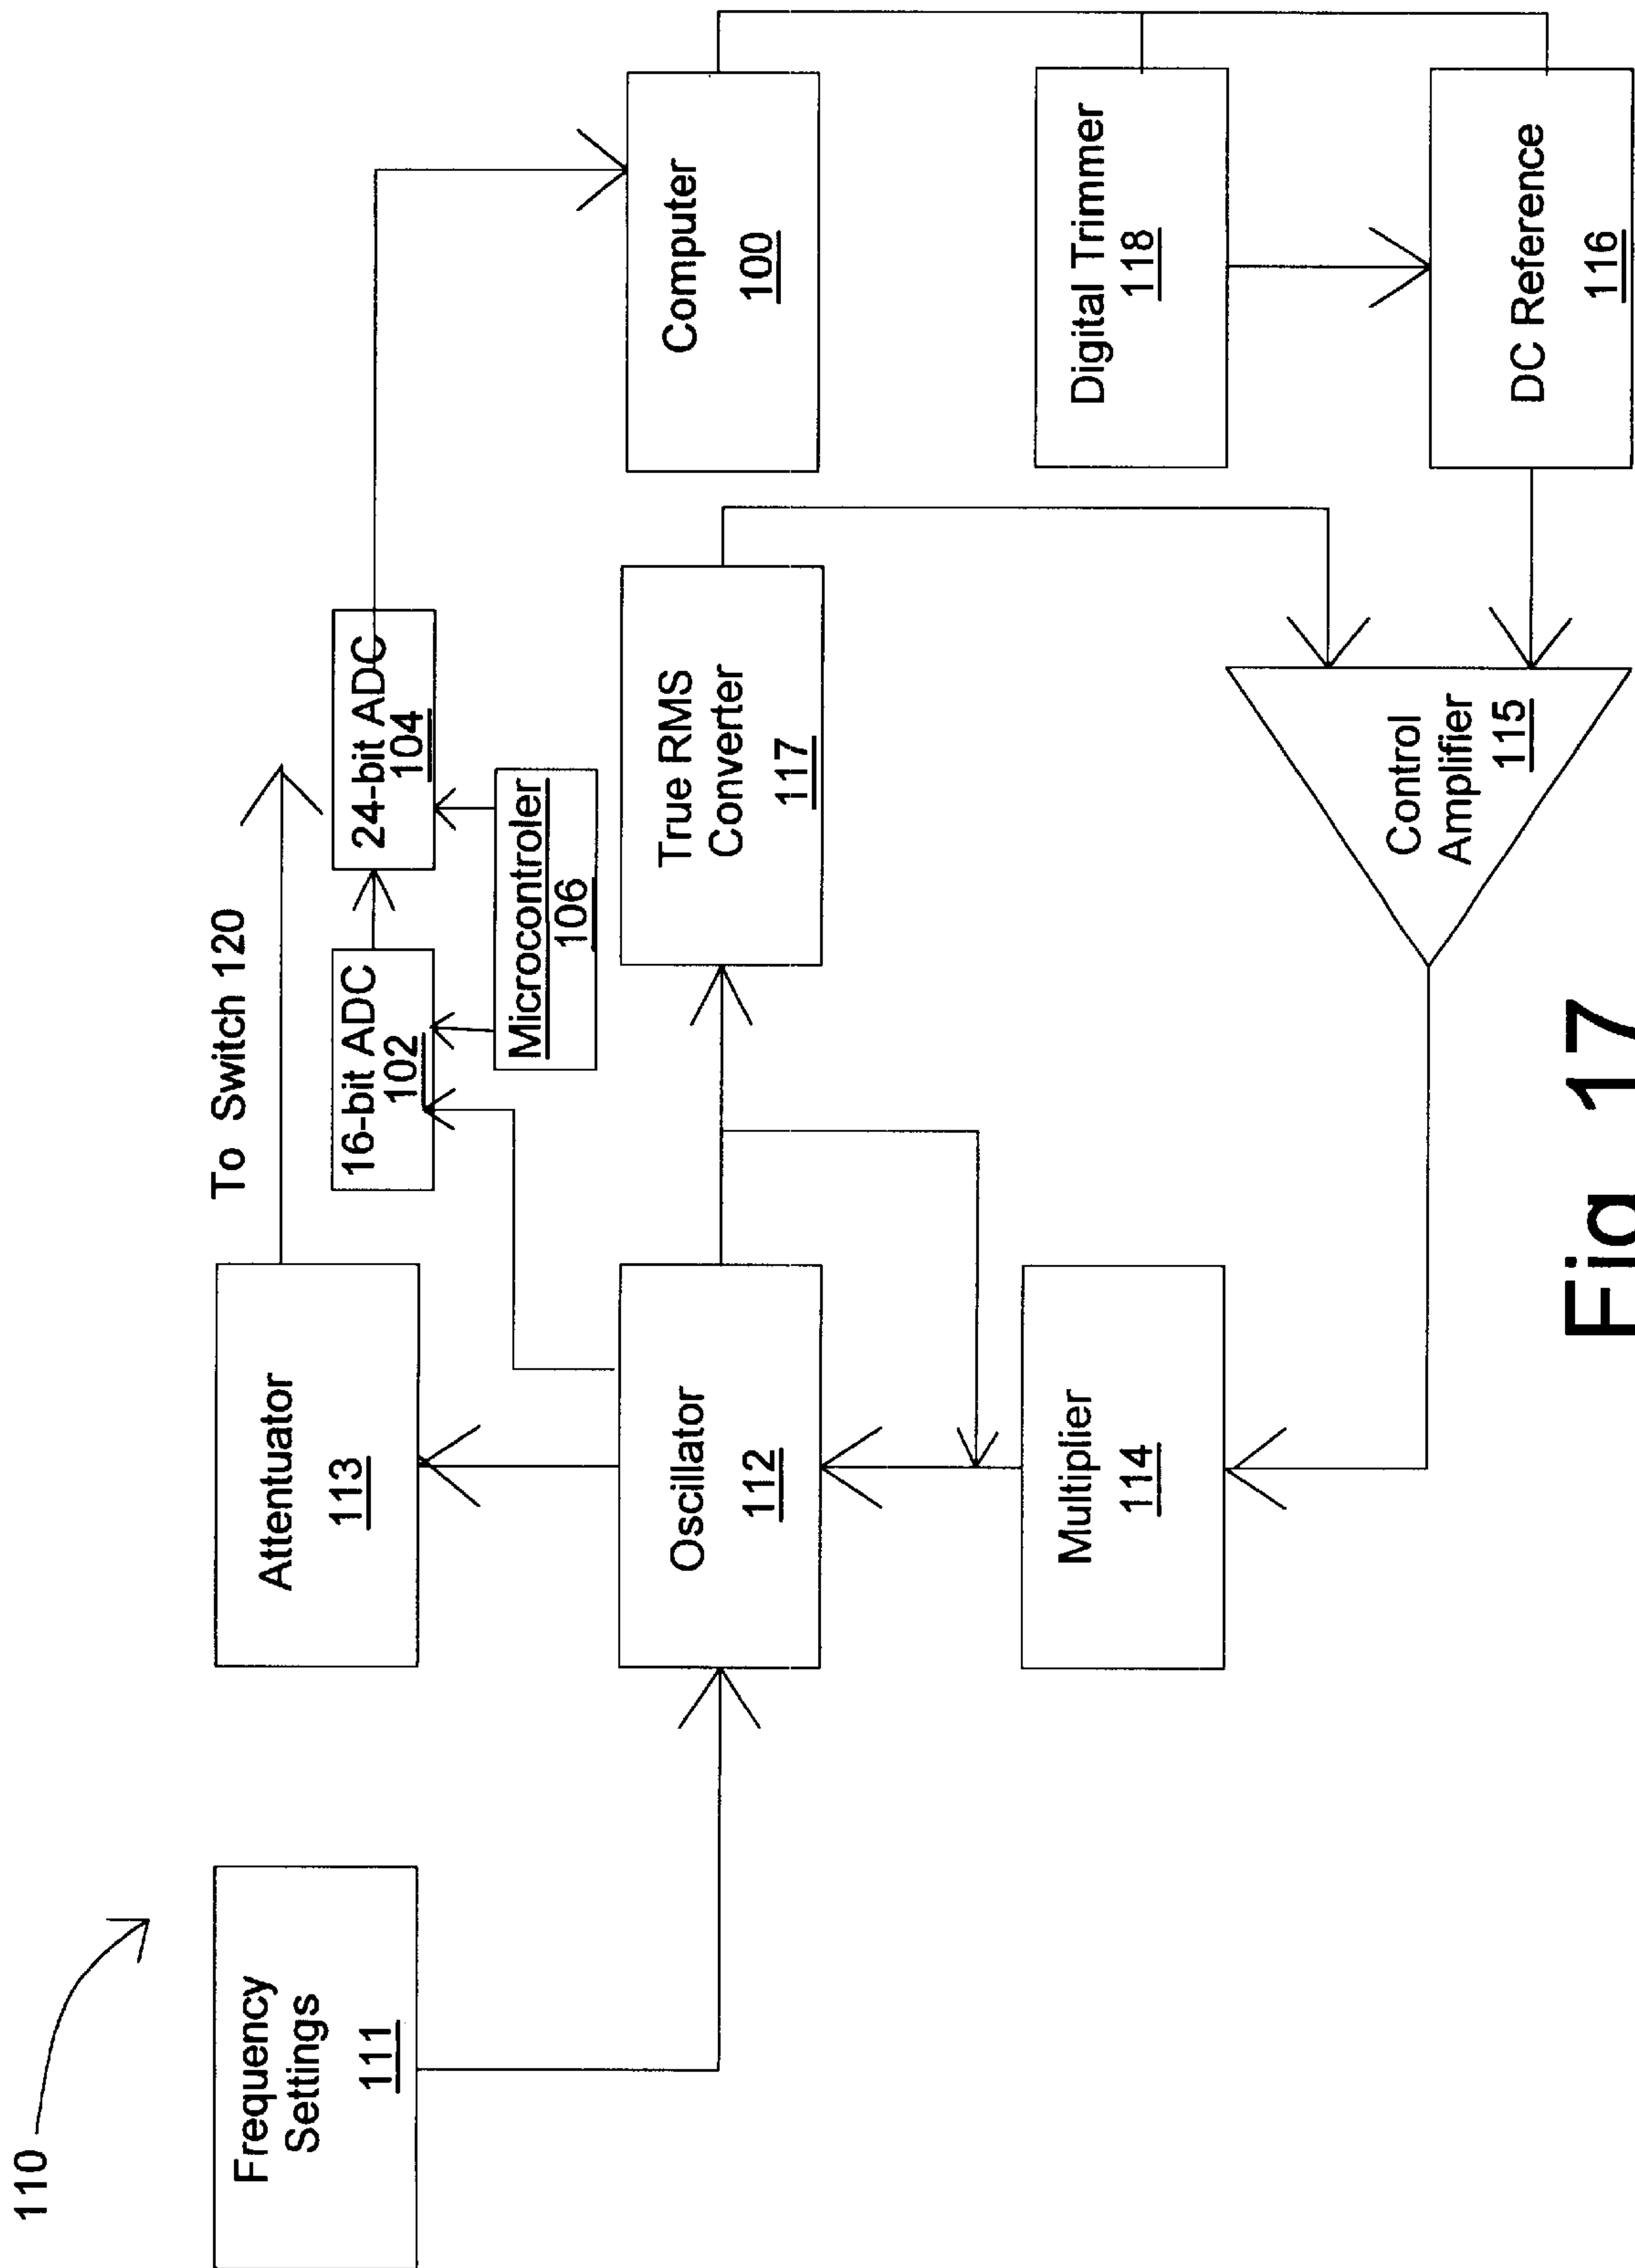 110
Frequency
Settings
111
Attentuator
113
To Switch 120
16-bit ADC
102
24-bit ADC
104
Microcontroler
106
Oscillator
112
True RMS
Converter
117
Computer
100
Multiplier
114
Digital Trimmer
118
Control
Amplifier
115
DC Reference
116
Fig. 17